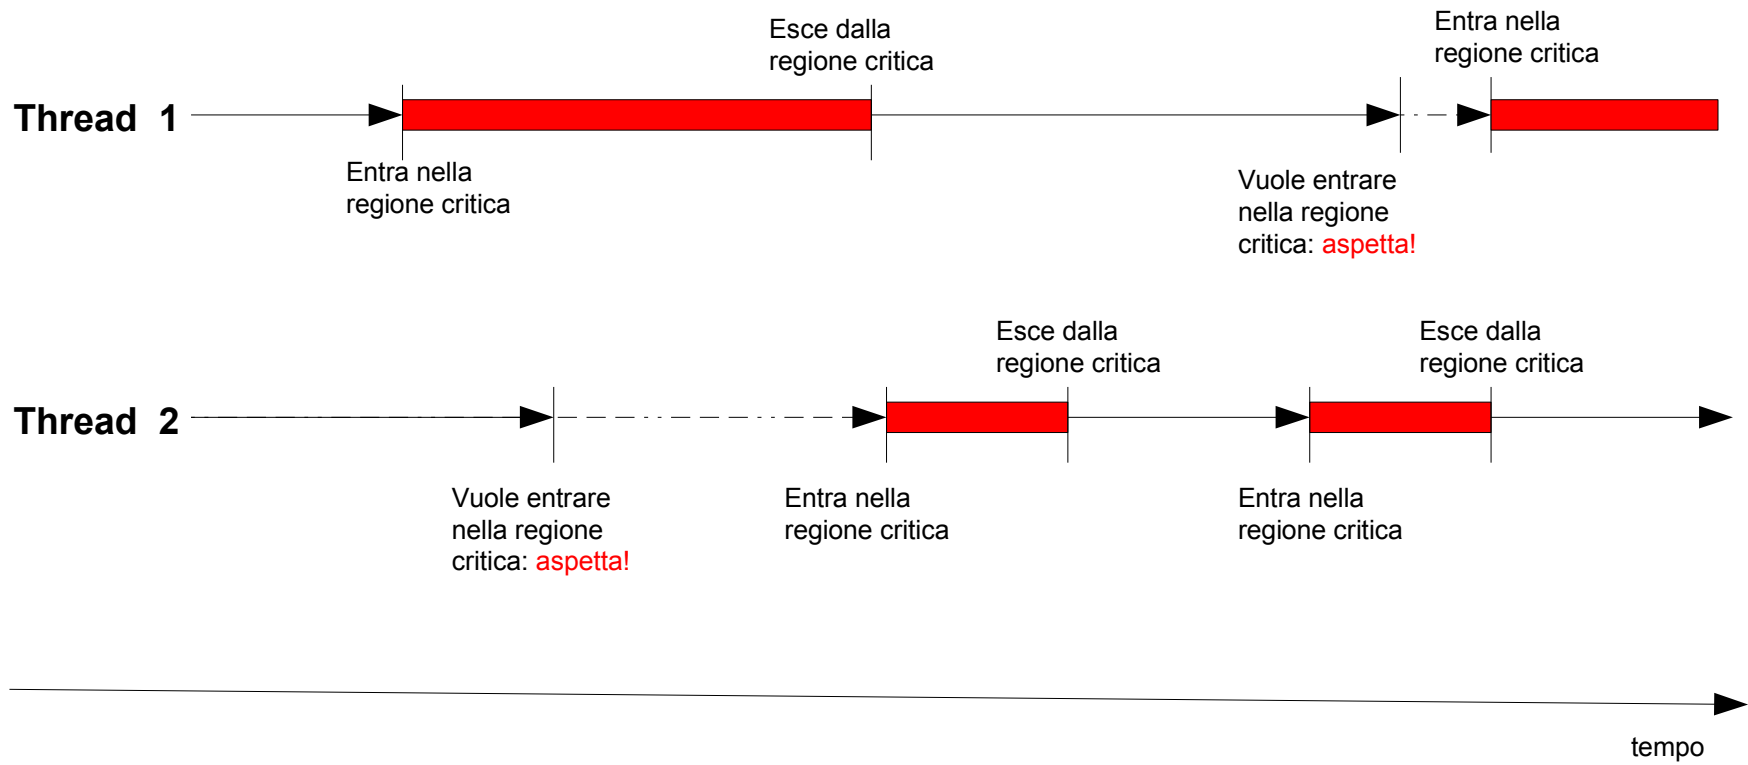 Esce dalla
regione critica
Entra nella
regione critica
Thread 1
Entra nella
regione critica
Vuole entrare
nella regione
critica: aspetta!
Esce dalla
regione critica
Esce dalla
regione critica
Thread 2
Vuole entrare
nella regione
critica: aspetta!
Entra nella
regione critica
Entra nella
regione critica
tempo